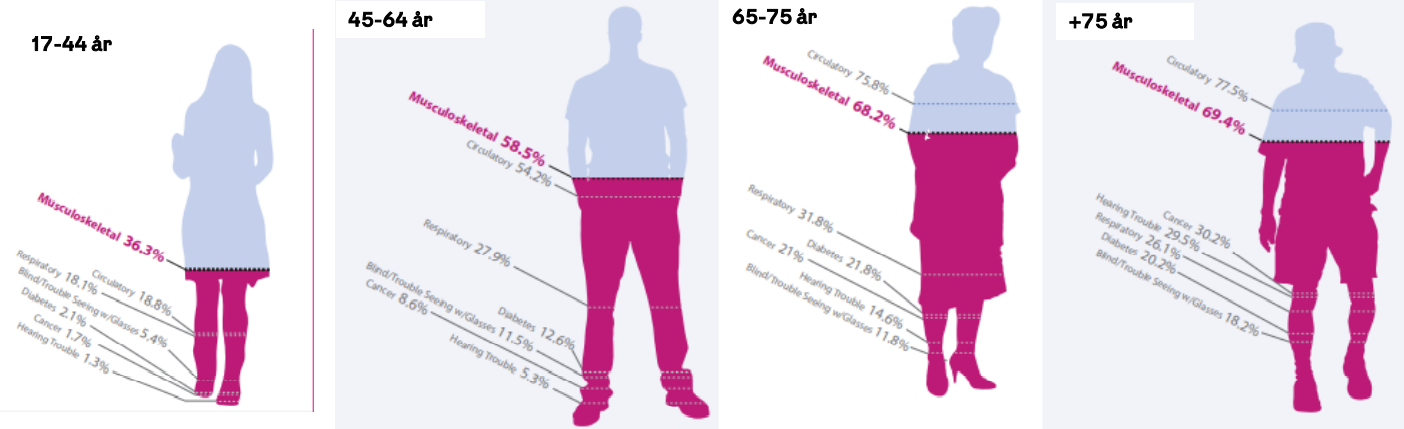 17-44 år
Musculoskeletal 36.3%
Circulatory 18.8%
Respiratory 18.1%
Blind/Trouble Seeing w/Glasses 5.4%
Diabetes 2.1%
Cancer 1.7%
Hearing Trouble 1.3%
45-64 år
Musculoskeletal 58.5%
Circulatory 54.2%
Respiratory 27.9%
Diabetes 12.6%
Blind/Trouble Seeing w/Glasses 11.5%
Cancer 8.6%
Hearing Trouble 5.3%
65-75 år
Circulatory 75.8%
Musculoskeletal 68.2%
Respiratory 31.8%
Diabetes 21.8%
Cancer 21%
Hearing Trouble 14.6%
Blind/Trouble Seeing w/Glasses 11.8%
+75 år
Circulatory 77.5%
Musculoskeletal 69.4%
Cancer 30.2%
Hearing Trouble 29.5%
Respiratory 26.1%
Diabetes 20.2%
Blind/Trouble Seeing w/Glasses 18.2%